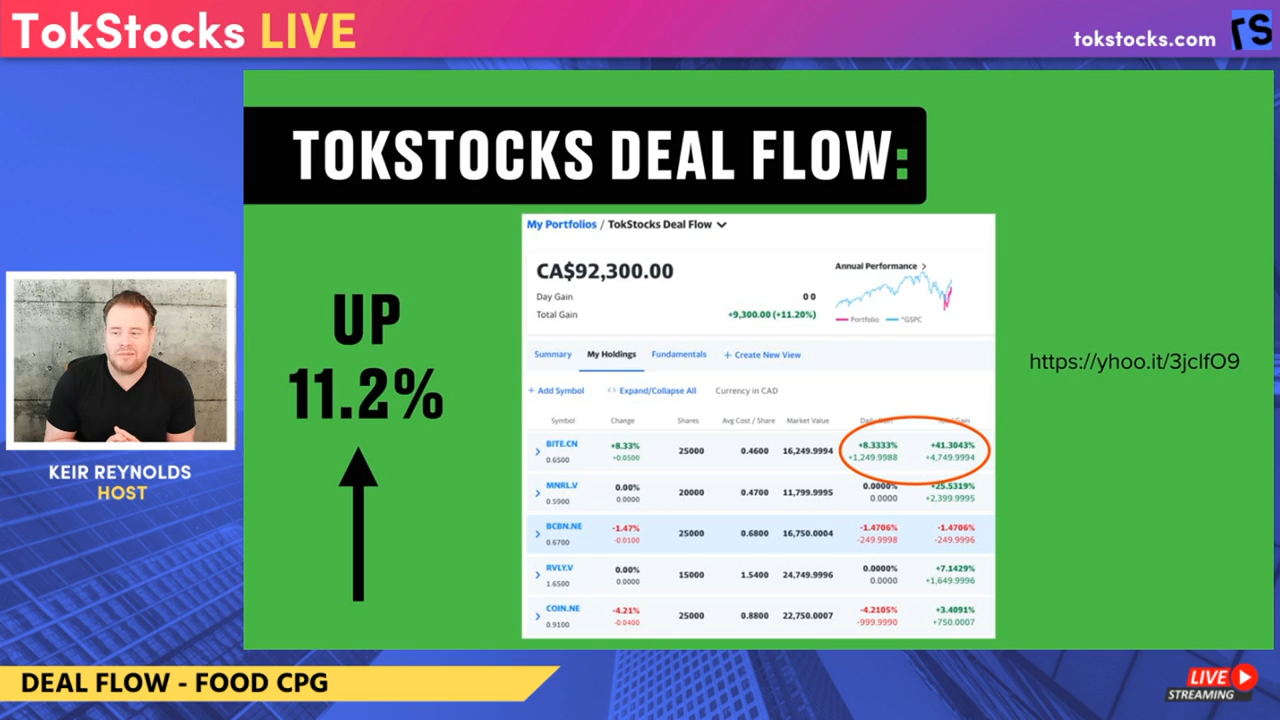 TokStocks LIVE
tokstocks.com
TS
TOKSTOCKS DEAL FLOW:
UP
11.2%
My Portfolios / TokStocks Deal Flow
CA$92,300.00
Day Gain 0 0
Total Gain +9,300.00 (+11.20%)
Annual Performance >
Portfolio ^GSPC
Summary My Holdings Fundamentals + Create New View
+ Add Symbol <> Expand/Collapse All Currency in CAD
Symbol Change Shares Avg Cost / Share Market Value
BITE.CN +8.33% 25000 0.4600 16,249.9994 +8.3333% +41.3043%
0.6500 +0.0500 +1,249.9988 +4,749.9994
MNRL.V 0.00% 20000 0.4700 11,799.9995 0.0000% +25.5319%
0.5900 0.0000 0.0000 +2,399.9995
BCBN.NE -1.47% 25000 0.6800 16,750.0004 -1.4706% -1.4706%
0.6700 -0.0100 -249.9998 -249.9996
RVLY.V 0.00% 15000 1.5400 24,749.9996 0.0000% +7.1429%
1.6500 0.0000 0.0000 +1,649.9996
COIN.NE -4.21% 25000 0.8800 22,750.0007 -4.2105% +3.4091%
0.9100 -0.0400 -999.9990 +750.0007
https://yhoo.it/3jclfO9
KEIR REYNOLDS
HOST
DEAL FLOW - FOOD CPG
LIVE
STREAMING